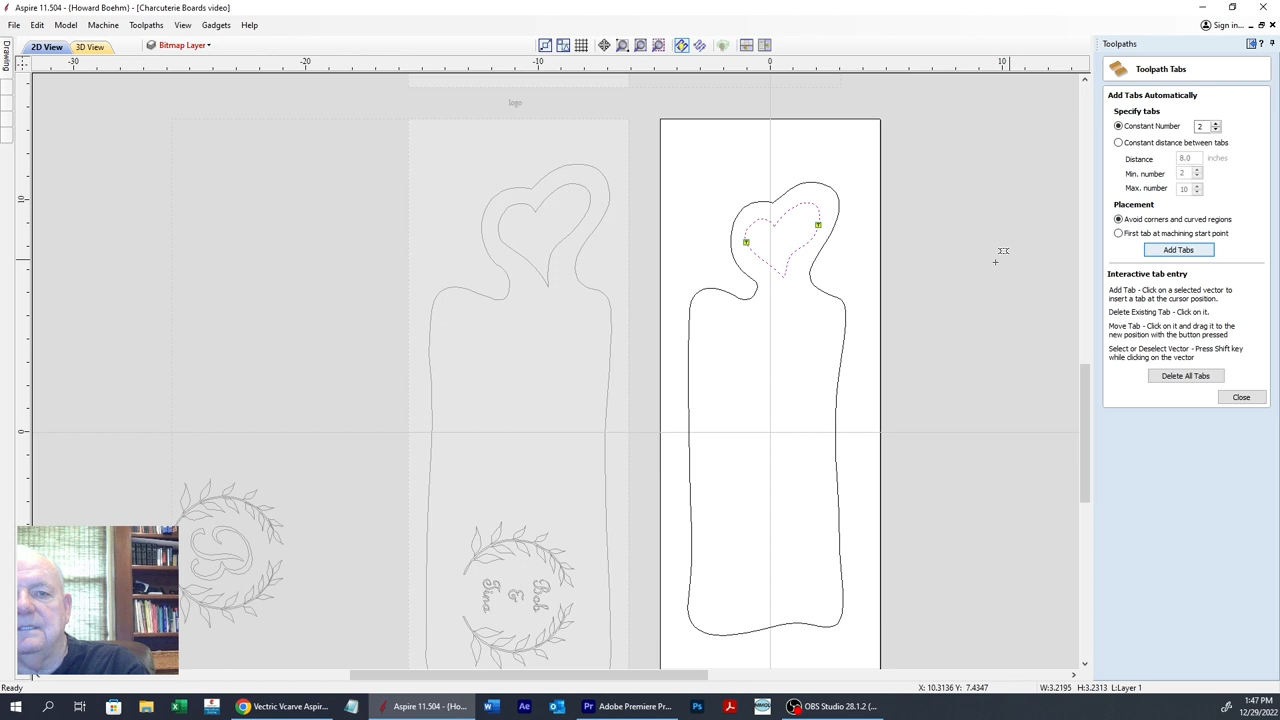 Aspire 11.504 - {Howard Boehm} - [Charcuterie Boards video]
File Edit Model Machine Toolpaths View Gadgets Help
Sign in...
2D View 3D View Bitmap Layer
Toolpaths
Drawing
-30 -20 -10 0 10
Toolpath Tabs
Add Tabs Automatically
logo
Specify tabs
Constant Number 2
Constant distance between tabs
Distance 8.0 inches
Min. number 2
Max. number 10
10
Placement
Avoid corners and curved regions
First tab at machining start point
Add Tabs
Interactive tab entry
Add Tab - Click on a selected vector to
insert a tab at the cursor position.
Delete Existing Tab - Click on it.
Move Tab - Click on it and drag it to the
new position with the button pressed
Select or Deselect Vector - Press Shift key
while clicking on the vector
Delete All Tabs
Close
0
B
Bob
&
Tina
Ready
X: 10.3136 Y: 7.4347
W:3.2195 H:3.2313 L:Layer 1
Vectric Vcarve Aspir...
Aspire 11.504 - {Ho...
Adobe Premiere Pr...
OBS Studio 28.1.2 (...
1:47 PM
12/29/2022